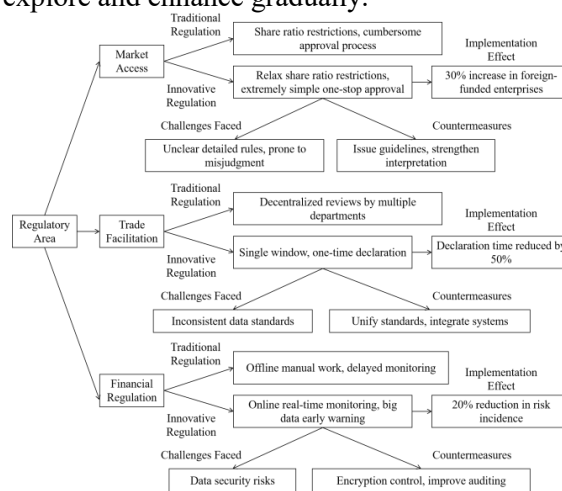 explore and enhance gradually.
Traditional
Regulation
Share ratio restrictions, cumbersome
approval process
Implementation
Effect
Market
Access
Innovative
Regulation
Relax share ratio restrictions,
extremely simple one-stop approval
30% increase in foreign-
funded enterprises
Challenges Faced
Countermeasures
Unclear detailed rules, prone to
misjudgment
Issue guidelines, strengthen
interpretation
Traditional
Regulation
Decentralized reviews by multiple
departments
Implementation
Effect
Regulatory
Area
Trade
Facilitation
Innovative
Regulation
Single window, one-time declaration
Declaration time reduced by
50%
Challenges Faced
Countermeasures
Inconsistent data standards
Unify standards, integrate systems
Traditional
Regulation
Offline manual work, delayed monitoring
Implementation
Effect
Financial
Regulation
Innovative
Regulation
Online real-time monitoring, big
data early warning
20% reduction in risk
incidence
Challenges Faced
Countermeasures
Data security risks
Encryption control, improve auditing